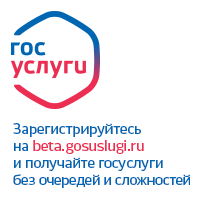 гос
услуги
Зарегистрируйтесь
на beta.gosuslugi.ru
и получайте госуслуги
без очередей и сложностей